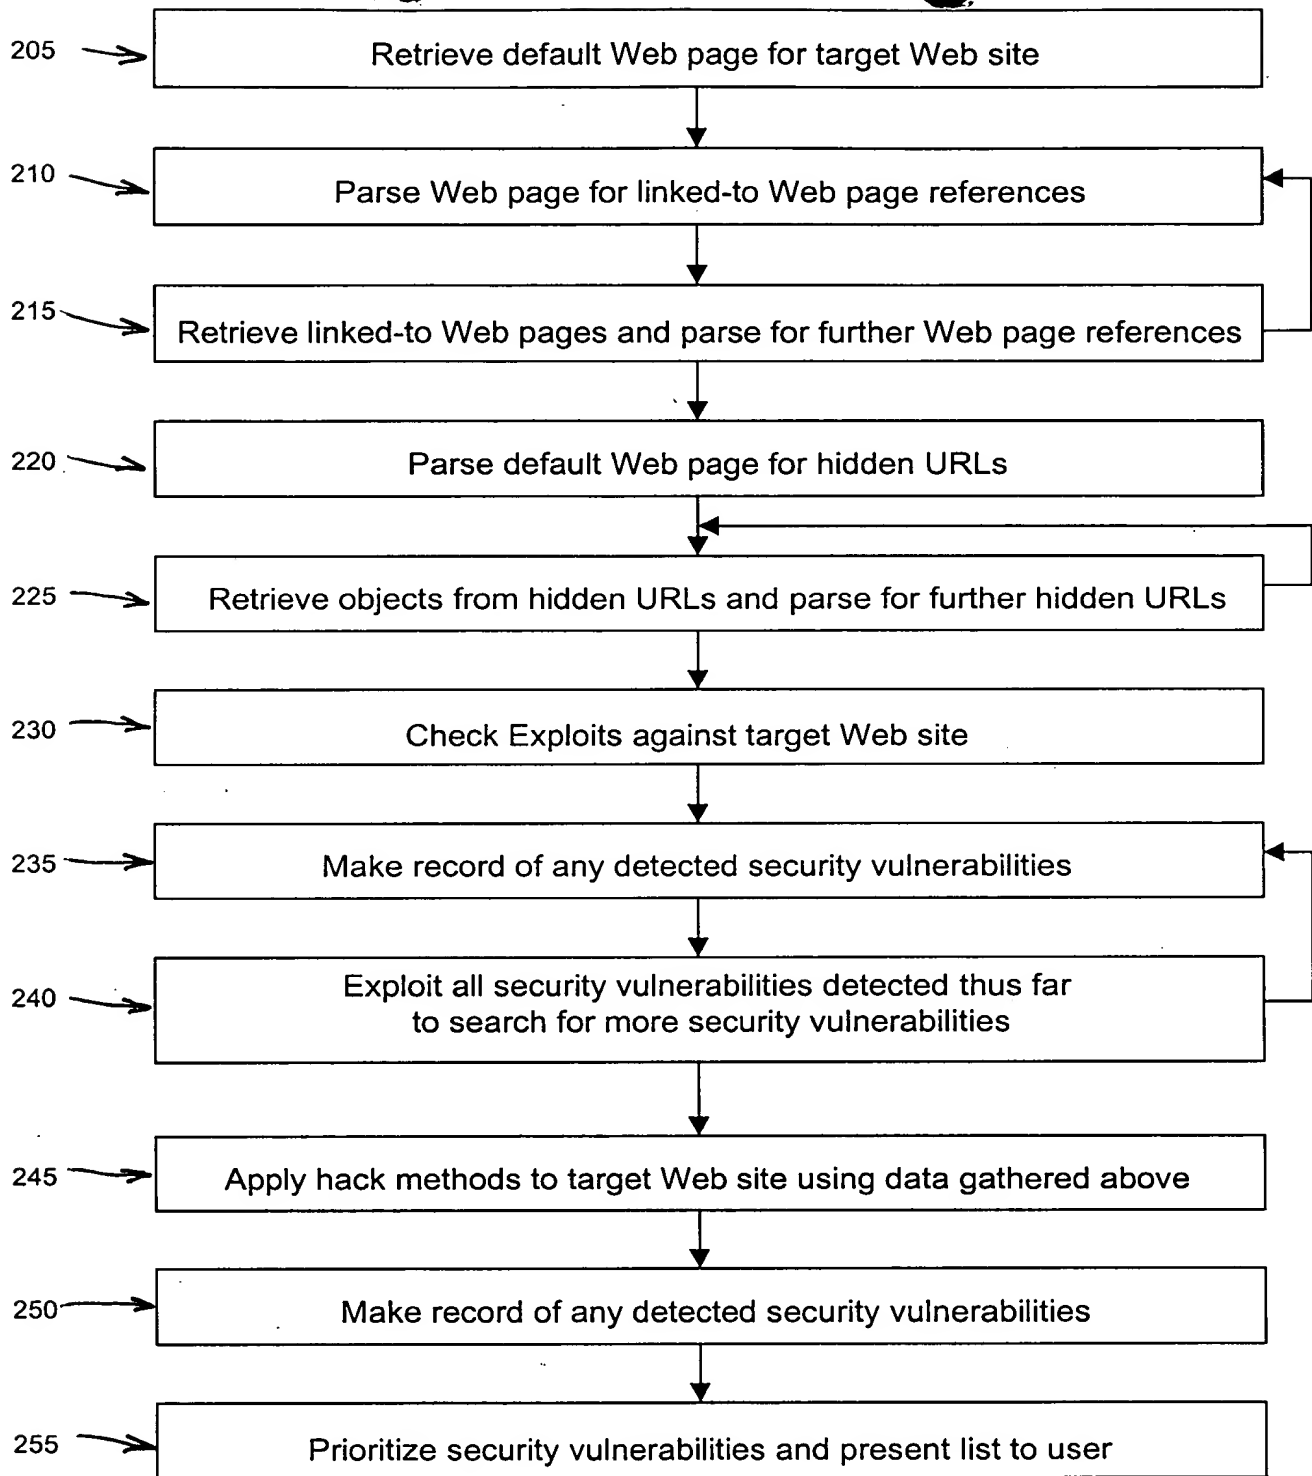 205
Retrieve default Web page for target Web site
210
Parse Web page for linked-to Web page references
215
Retrieve linked-to Web pages and parse for further Web page references
220
Parse default Web page for hidden URLs
225
Retrieve objects from hidden URLs and parse for further hidden URLs
230
Check Exploits against target Web site
235
Make record of any detected security vulnerabilities
240
Exploit all security vulnerabilities detected thus far
to search for more security vulnerabilities
245
Apply hack methods to target Web site using data gathered above
250
Make record of any detected security vulnerabilities
255
Prioritize security vulnerabilities and present list to user